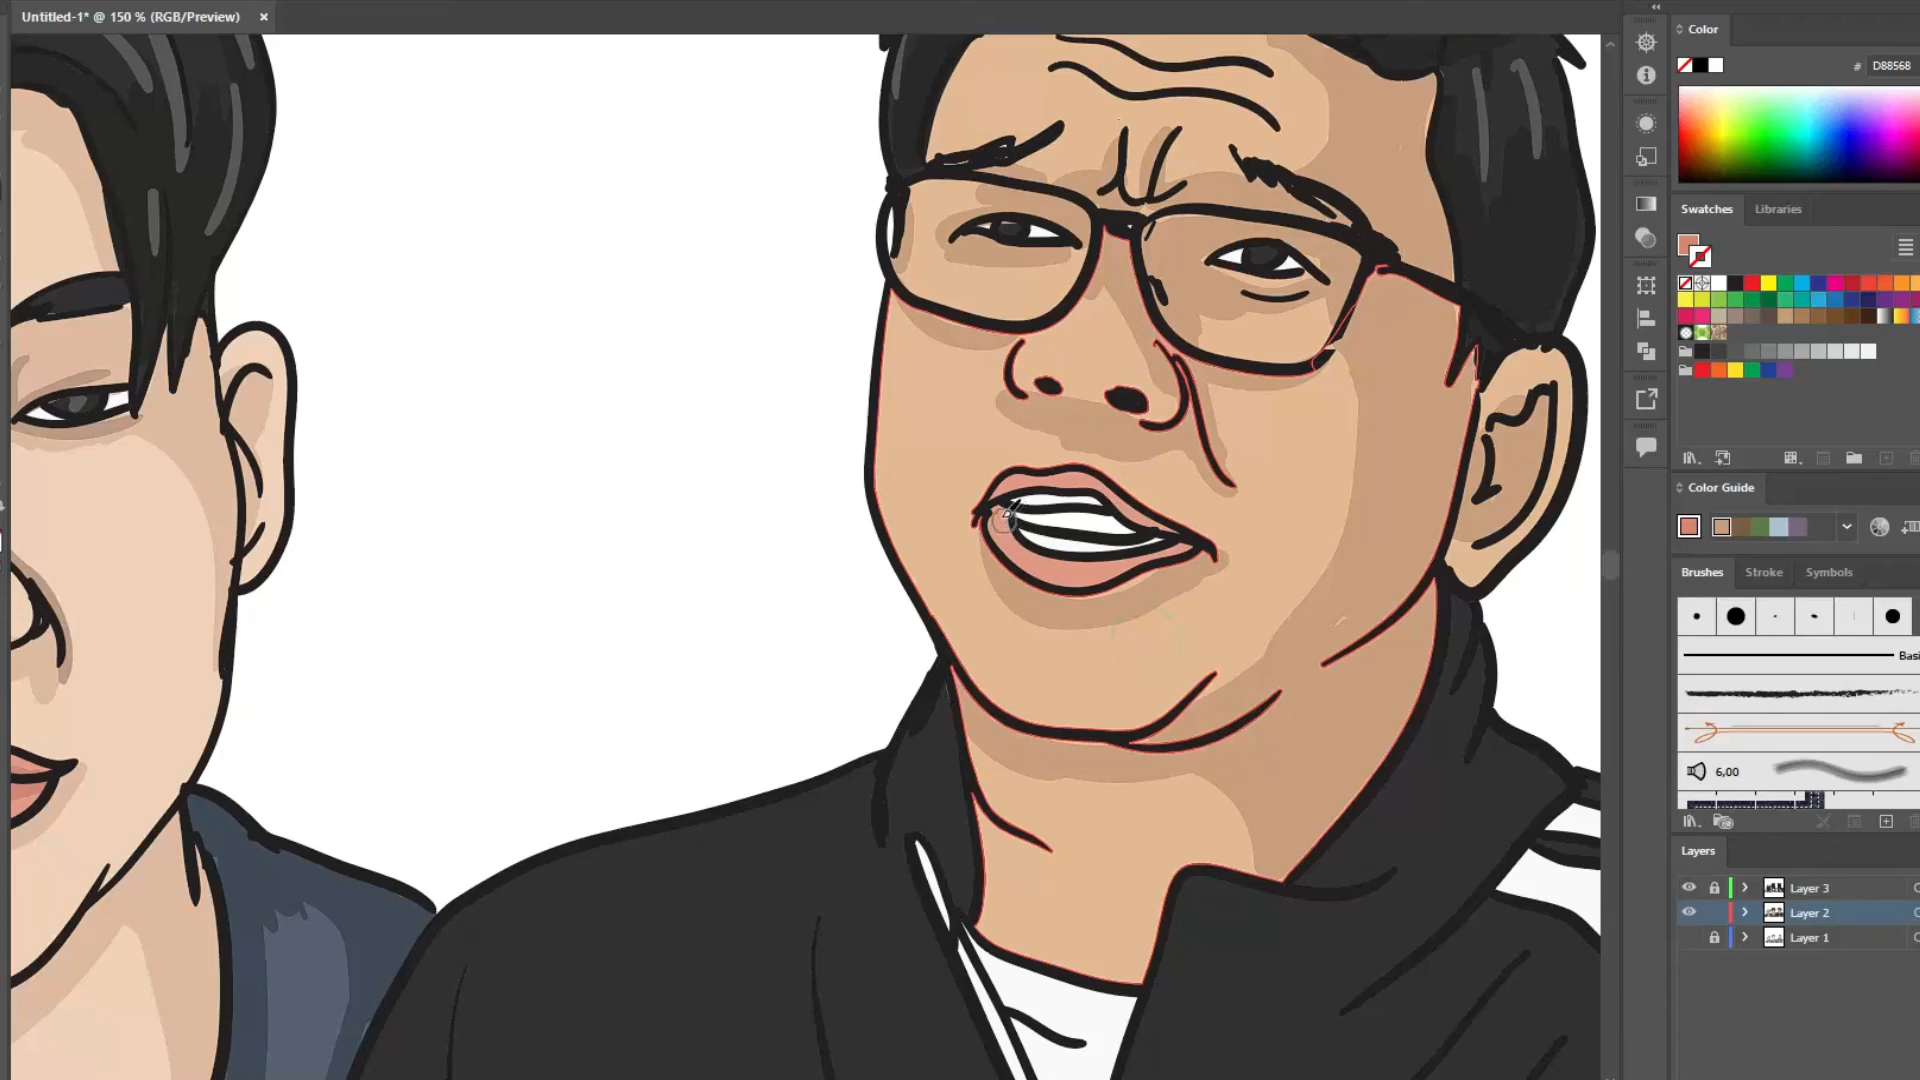 Untitled-1* @ 150 % (RGB/Preview) ×
Color
# D88568
Swatches Libraries
Color Guide
Brushes Stroke Symbols
Basi
6,00
Layers
Layer 3
Layer 2
Layer 1